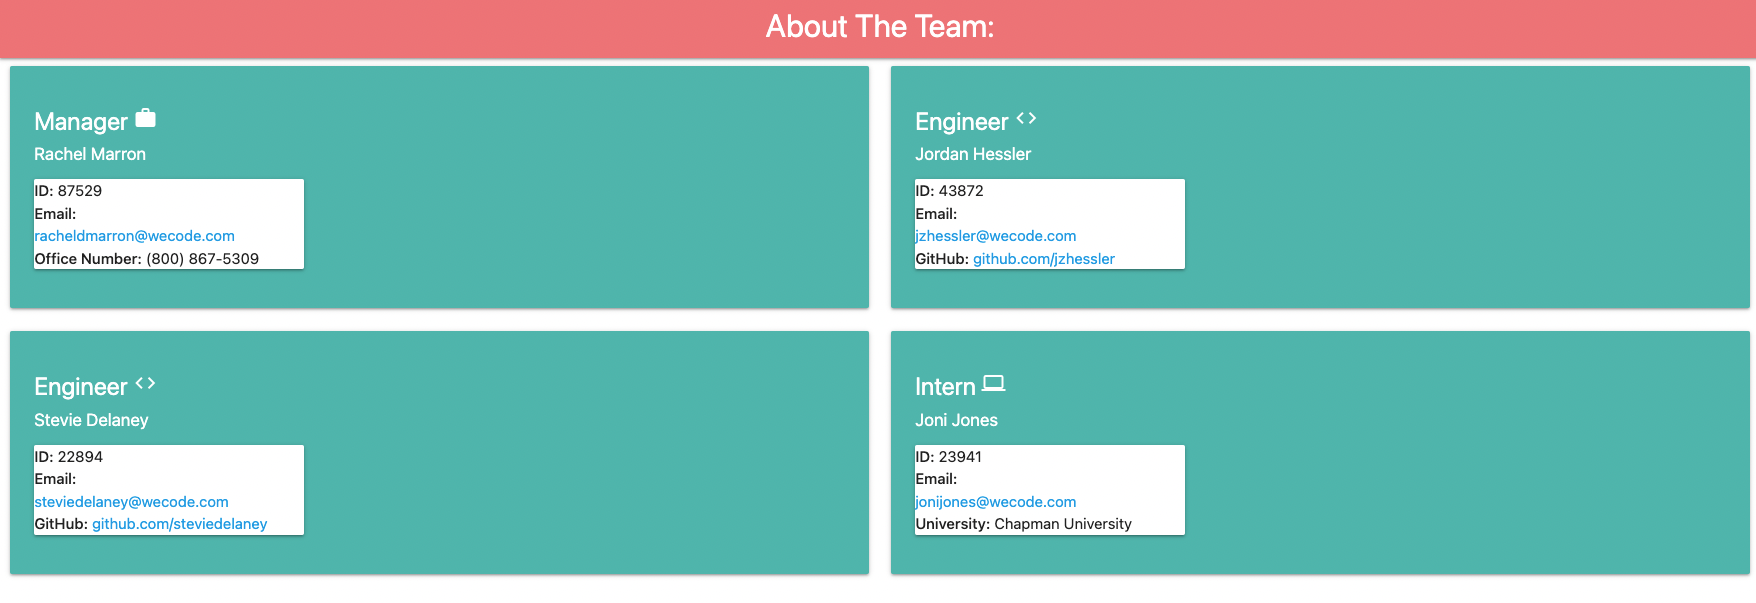 About The Team:
Manager
Rachel Marron
ID: 87529
Email:
racheldmarron@wecode.com
Office Number: (800) 867-5309
Engineer
Jordan Hessler
ID: 43872
Email:
jzhessler@wecode.com
GitHub: github.com/jzhessler
Engineer
Stevie Delaney
ID: 22894
Email:
steviedelaney@wecode.com
GitHub: github.com/steviedelaney
Intern
Joni Jones
ID: 23941
Email:
jonijones@wecode.com
University: Chapman University